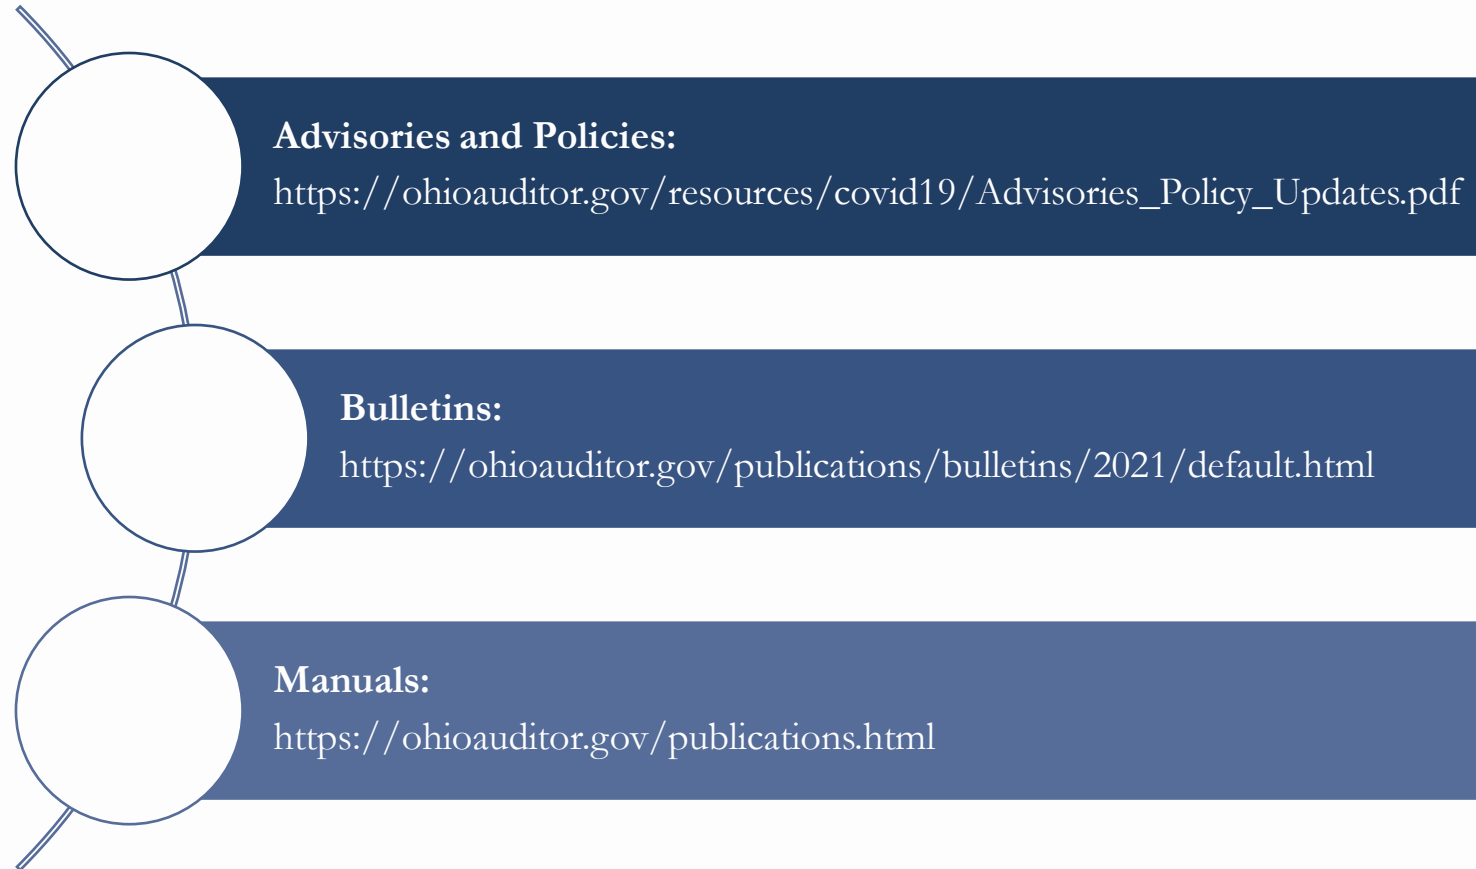 Advisories and Policies:
https://ohioauditor.gov/resources/covid19/Advisories_Policy_Updates.pdf
Bulletins:
https://ohioauditor.gov/publications/bulletins/2021/default.html
Manuals:
https://ohioauditor.gov/publications.html